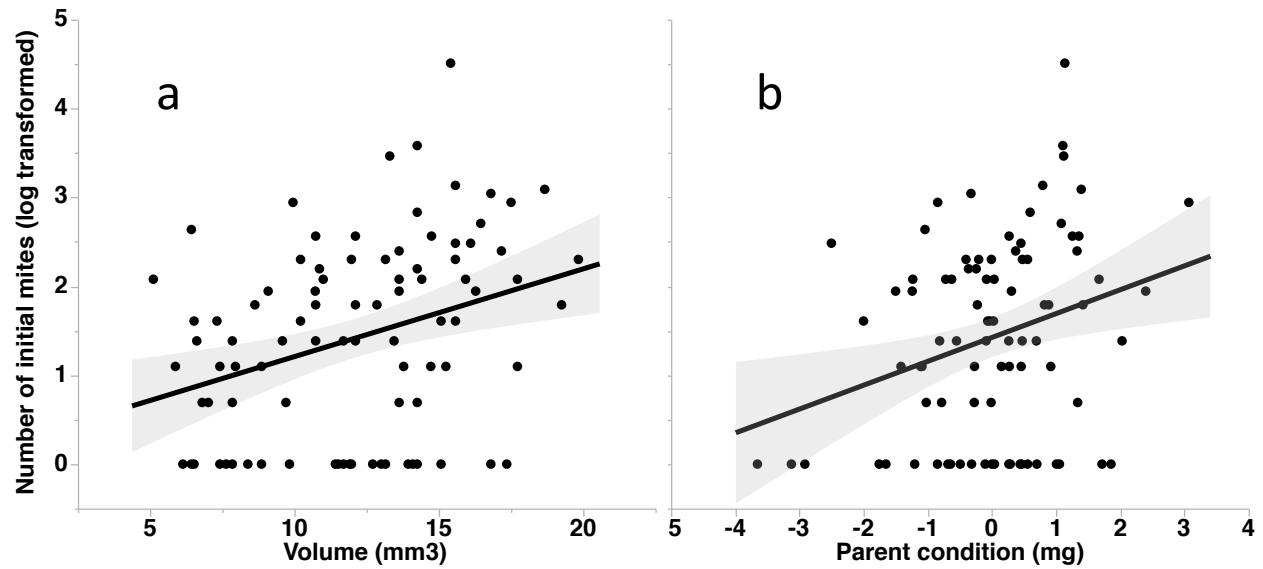 Number of initial mites (log transformed)
5
4
3
2
1
0
a
5 10 15 20
Volume (mm3)
b
5 -4 -3 -2 -1 0 1 2 3 4
Parent condition (mg)